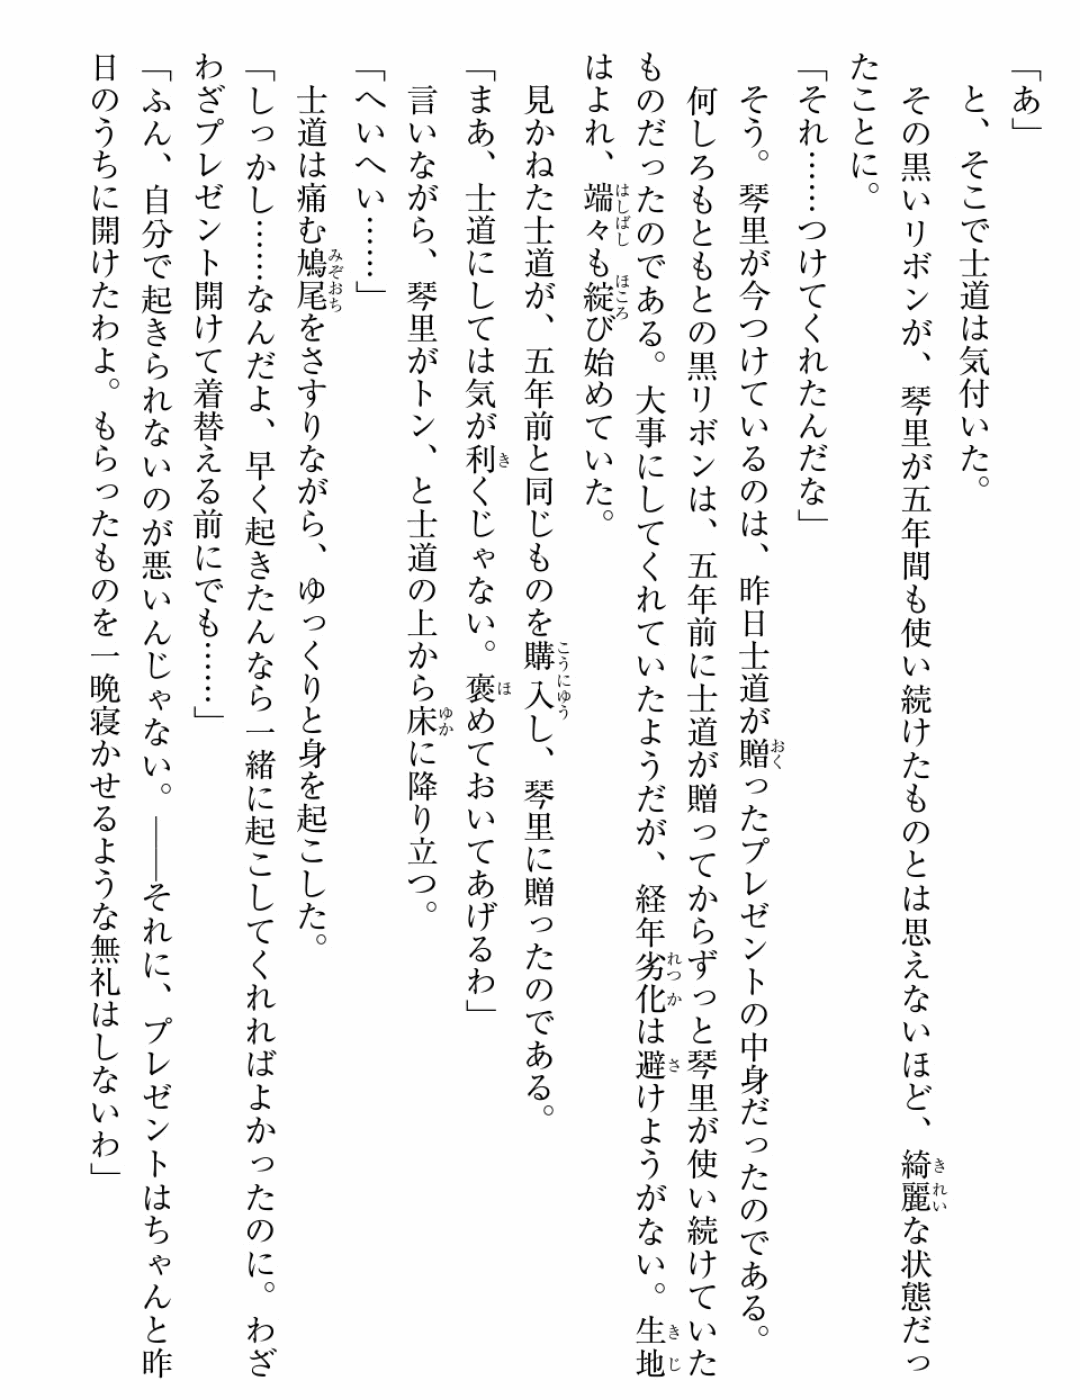 「あ」
　と、そこで士道は気付いた。
　その黒いリボンが、琴里が五年間も使い続けたものとは思えないほど、綺麗な状態だっ
たことに。
「それ……つけてくれたんだな」
　そう。琴里が今つけているのは、昨日士道が贈ったプレゼントの中身だったのである。
　何しろもともとの黒リボンは、五年前に士道が贈ってからずっと琴里が使い続けていた
ものだったのである。大事にしてくれていたようだが、経年劣化は避けようがない。生地
はよれ、端々も綻び始めていた。
　見かねた士道が、五年前と同じものを購入し、琴里に贈ったのである。
「まあ、士道にしては気が利くじゃない。褒めておいてあげるわ」
　言いながら、琴里がトン、と士道の上から床に降り立つ。
「へいへい……」
　士道は痛む鳩尾をさすりながら、ゆっくりと身を起こした。
「しっかし……なんだよ、早く起きたんなら一緒に起こしてくれればよかったのに。わざ
わざプレゼント開けて着替える前にでも……」
「ふん、自分で起きられないのが悪いんじゃない。――それに、プレゼントはちゃんと昨
日のうちに開けたわよ。もらったものを一晩寝かせるような無礼はしないわ」